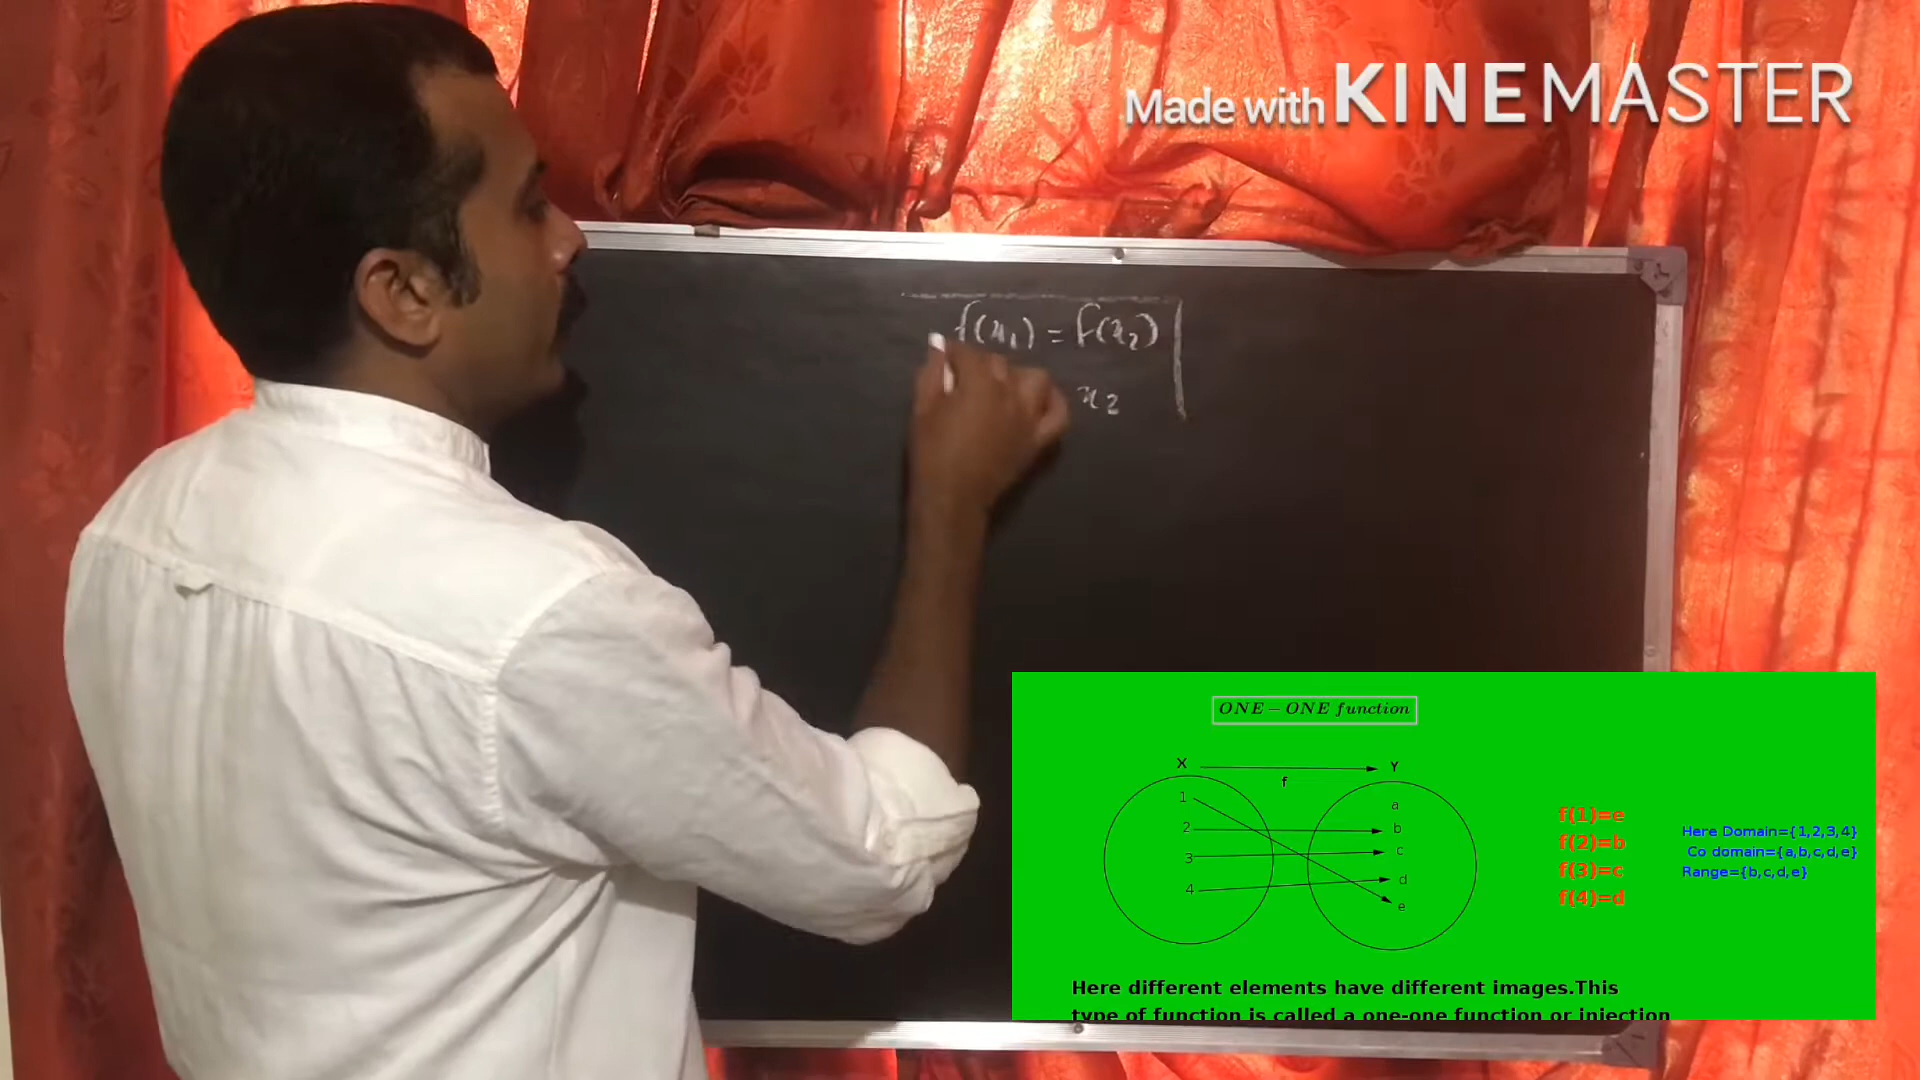 Made with KINEMASTER
f(x₁) = f(x₂)
x₂
ONE – ONE function
X Y
f
1 a
2 b
3 c
4 d
e
f(1)=e
f(2)=b
f(3)=c
f(4)=d
Here Domain={1,2,3,4}
Co domain={a,b,c,d,e}
Range={b,c,d,e}
Here different elements have different images.This
type of function is called a one-one function or injection